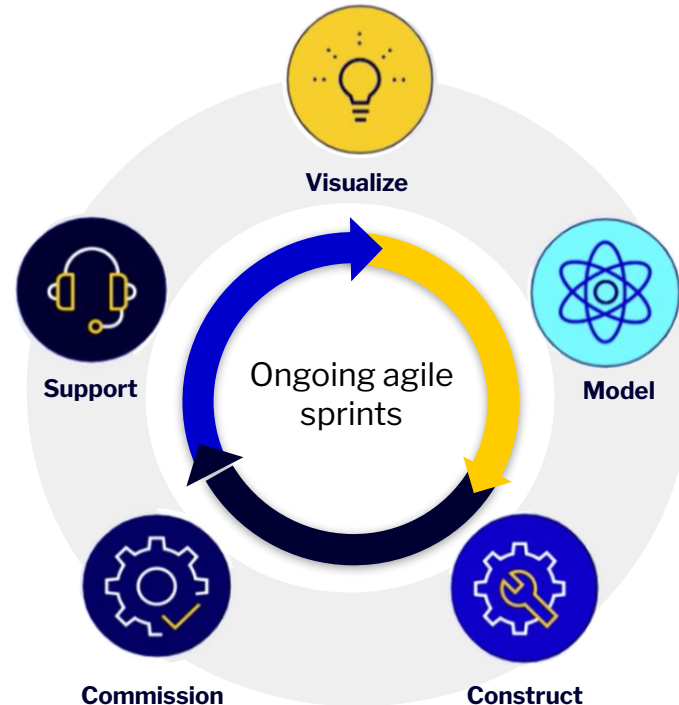 Visualize
Support
Model
Ongoing agile
sprints
Commission
Construct